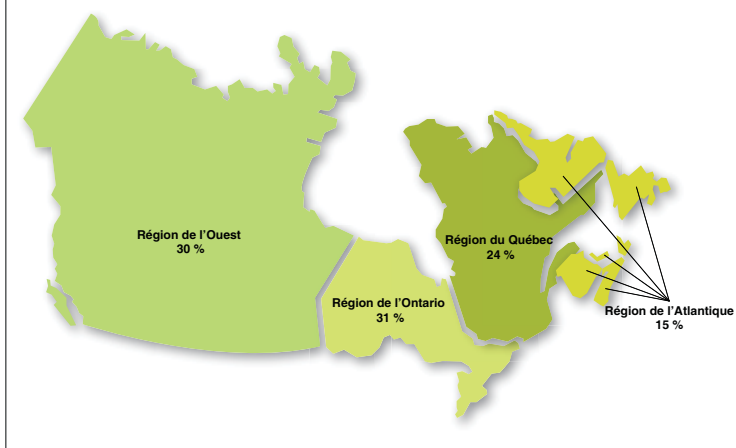 Région de l'Ouest
30 %
Région du Québec
24 %
Région de l'Ontario
31 %
Région de l'Atlantique
15 %